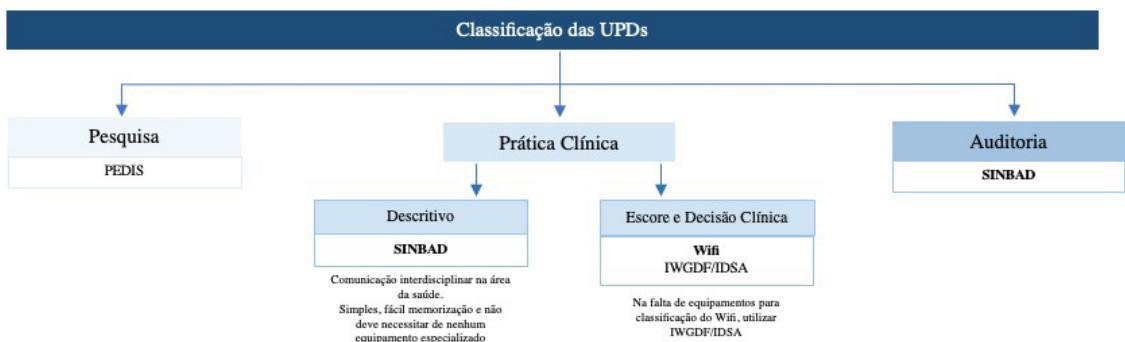 Classificação das UPDs
Pesquisa
PEDIS
Prática Clínica
Auditoria
SINBAD
Descritivo
SINBAD
Comunicação interdisciplinar na área
da saúde.
Simples, fácil memorização e não
deve necessitar de nenhum
equipamento especializado
Escore e Decisão Clínica
Wifi
IWGDF/IDSA
Na falta de equipamentos para
classificação do Wifi, utilizar
IWGDF/IDSA